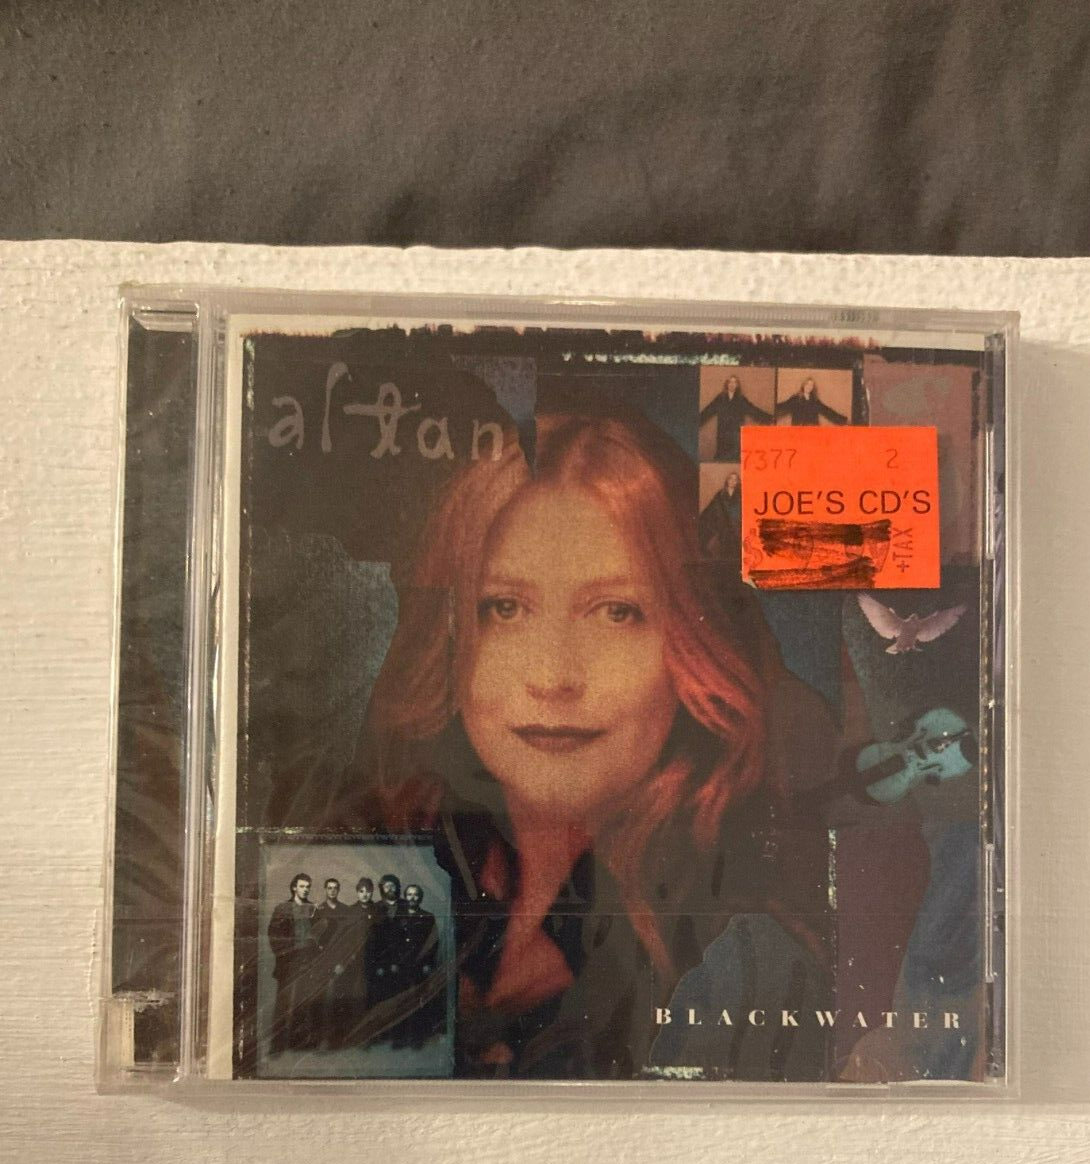 altan
7377 2
JOE'S CD'S
$
+TAX
BLACKWATER